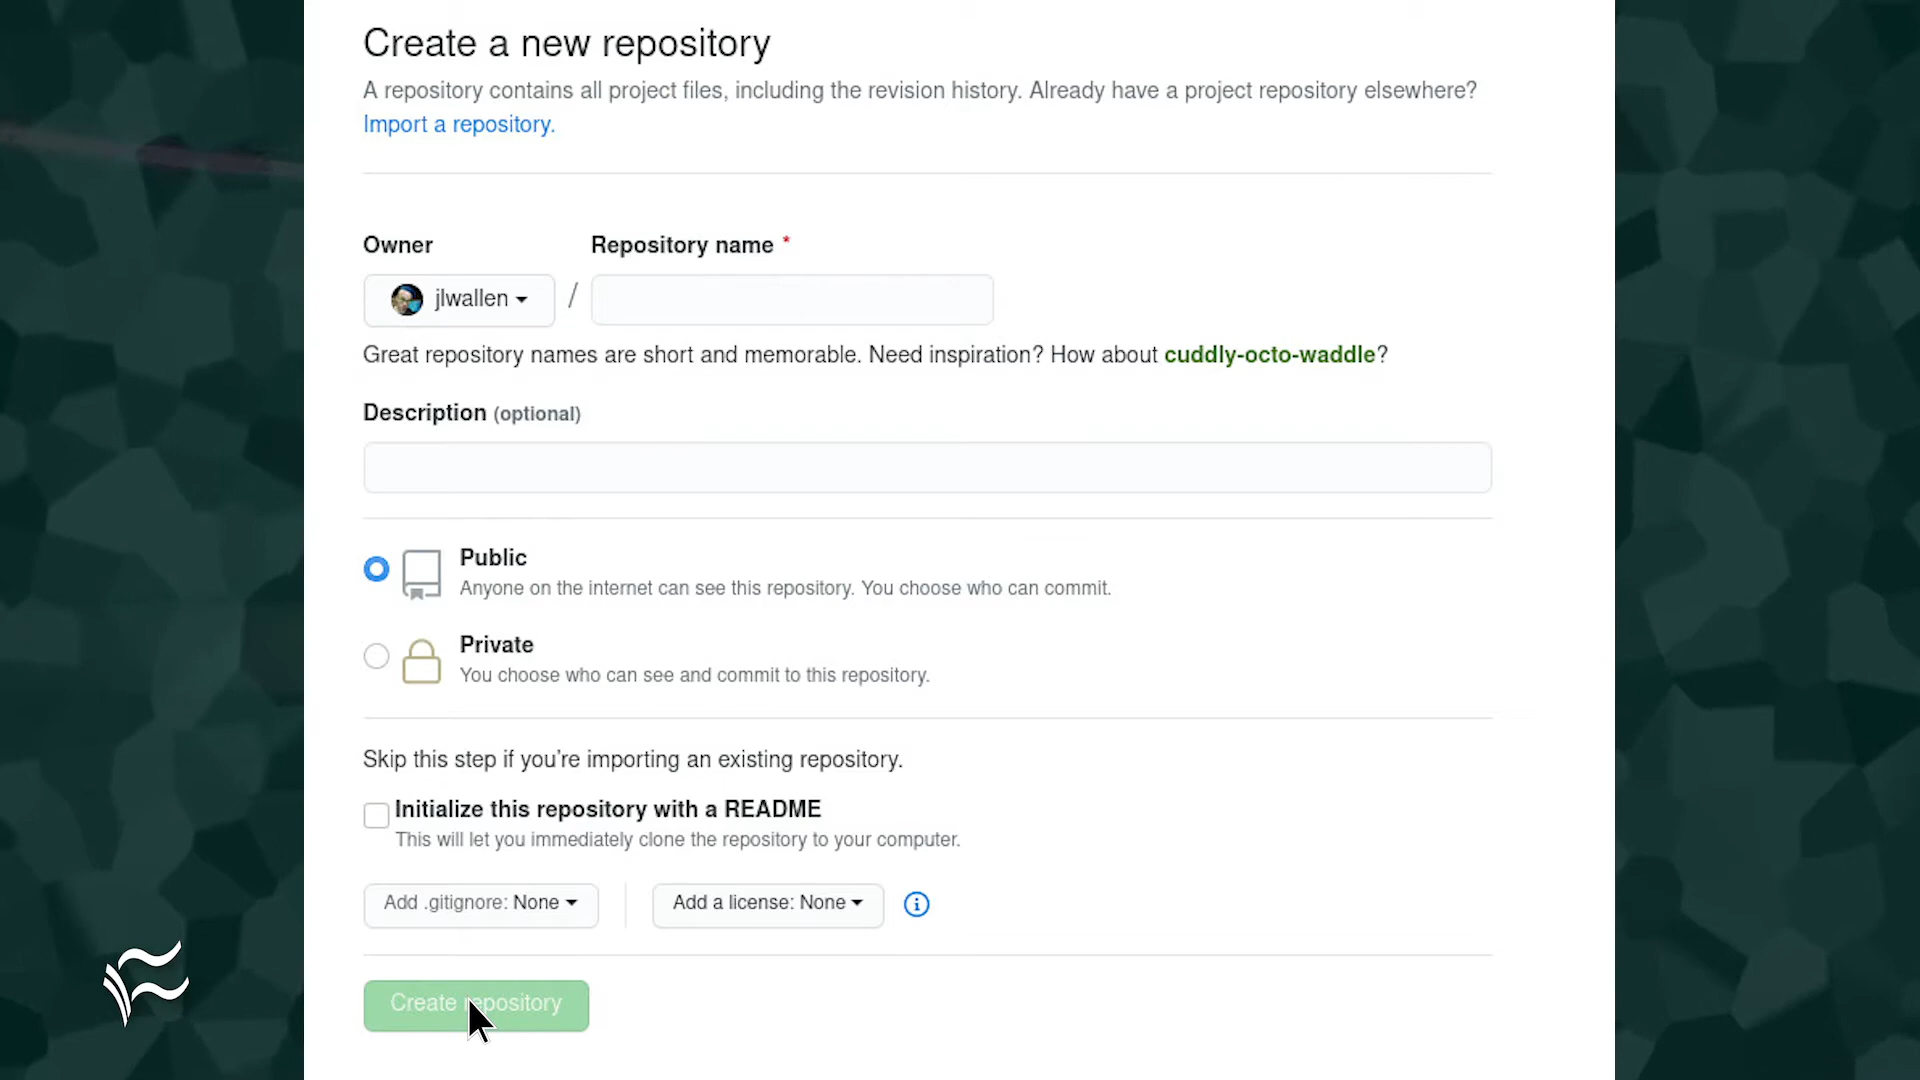 Create a new repository
A repository contains all project files, including the revision history. Already have a project repository elsewhere?
Import a repository.
Owner Repository name *
jlwallen /
Great repository names are short and memorable. Need inspiration? How about cuddly-octo-waddle?
Description (optional)
Public
Anyone on the internet can see this repository. You choose who can commit.
Private
You choose who can see and commit to this repository.
Skip this step if you're importing an existing repository.
Initialize this repository with a README
This will let you immediately clone the repository to your computer.
Add .gitignore: None Add a license: None
Create repository